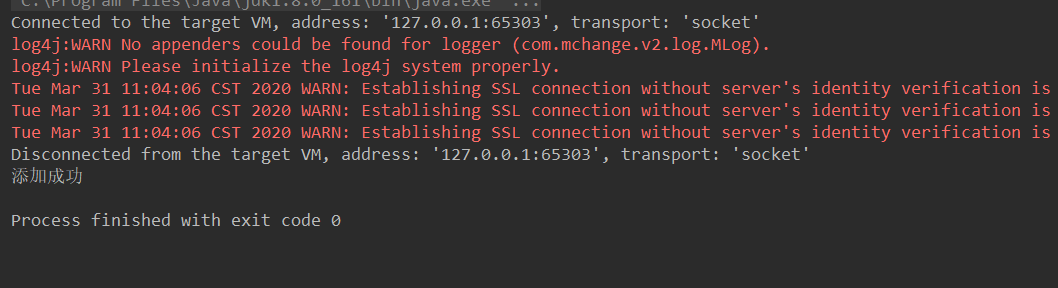 C:\Program Files\Java\jdk1.8.0_161\bin\java.exe" ...
Connected to the target VM, address: '127.0.0.1:65303', transport: 'socket'
log4j:WARN No appenders could be found for logger (com.mchange.v2.log.MLog).
log4j:WARN Please initialize the log4j system properly.
Tue Mar 31 11:04:06 CST 2020 WARN: Establishing SSL connection without server's identity verification is
Tue Mar 31 11:04:06 CST 2020 WARN: Establishing SSL connection without server's identity verification is
Tue Mar 31 11:04:06 CST 2020 WARN: Establishing SSL connection without server's identity verification is
Disconnected from the target VM, address: '127.0.0.1:65303', transport: 'socket'
添加成功
Process finished with exit code 0